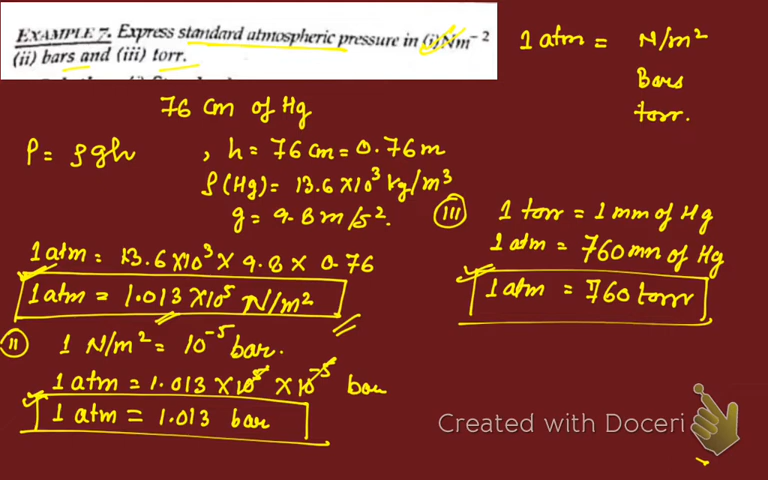 EXAMPLE 7. Express standard atmospheric pressure in (i) Nm⁻²
(ii) bars and (iii) torr.
1 atm = N/m²
Bars
torr.
76 cm of Hg
P = ρgh , h = 76 cm = 0.76 m
ρ(Hg) = 13.6 × 10³ kg/m³
g = 9.8 m/s².
1 atm = 13.6 × 10³ × 9.8 × 0.76
1 atm = 1.013 × 10⁵ N/m²
(II) 1 N/m² = 10⁻⁵ bar.
1 atm = 1.013 × 10⁵ × 10⁻⁵ bar
1 atm = 1.013 bar
(III) 1 torr = 1 mm of Hg
1 atm = 760 mm of Hg
1 atm = 760 torr
Created with Doceri